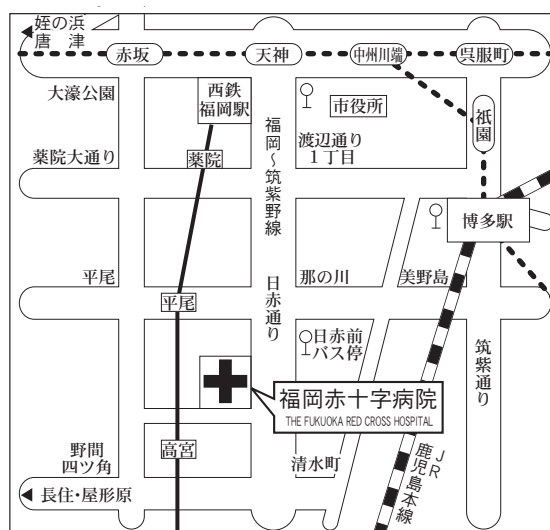 姪の浜
唐津
赤坂
天神
中州川端
呉服町
大濠公園
西鉄
福岡駅
市役所
祇園
福岡〜筑紫野線
渡辺通り
1丁目
薬院大通り
薬院
博多駅
平尾
那の川
美野島
日赤通り
平尾
日赤前
バス停
筑紫通り
福岡赤十字病院
THE FUKUOKA RED CROSS HOSPITAL
野間
四ツ角
高宮
清水町
JR
鹿児島本線
長住・屋形原